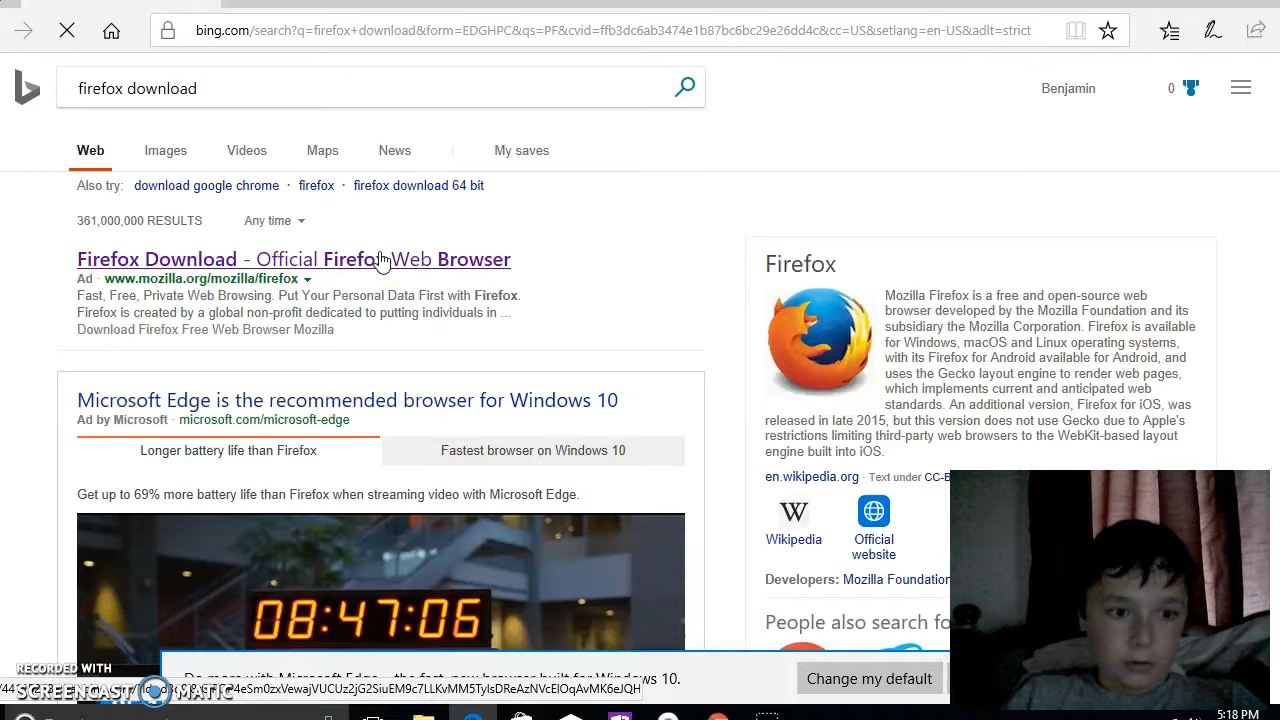 bing.com/search?q=firefox+download&form=EDGHPC&qs=PF&cvid=ffb3dc6ab3474e1b87bc6bc29e26dd4c&cc=US&setlang=en-US&adlt=strict
firefox download
Benjamin
0
Web Images Videos Maps News My saves
Also try: download google chrome · firefox · firefox download 64 bit
361,000,000 RESULTS Any time
Firefox Download - Official Firefox Web Browser
Ad · www.mozilla.org/mozilla/firefox
Fast, Free, Private Web Browsing. Put Your Personal Data First with Firefox.
Firefox is created by a global non-profit dedicated to putting individuals in ...
Download Firefox Free Web Browser Mozilla
Microsoft Edge is the recommended browser for Windows 10
Ad by Microsoft · microsoft.com/microsoft-edge
Longer battery life than Firefox Fastest browser on Windows 10
Get up to 69% more battery life than Firefox when streaming video with Microsoft Edge.
08:47:06
Firefox
Mozilla Firefox is a free and open-source web
browser developed by the Mozilla Foundation and its
subsidiary the Mozilla Corporation. Firefox is available
for Windows, macOS and Linux operating systems,
with its Firefox for Android available for Android, and
uses the Gecko layout engine to render web pages,
which implements current and anticipated web
standards. An additional version, Firefox for iOS, was
released in late 2015, but this version does not use Gecko due to Apple's
restrictions limiting third-party web browsers to the WebKit-based layout
engine built into iOS.
en.wikipedia.org · Text under CC-B
W
Wikipedia Official
website
Developers: Mozilla Foundation
People also search fo
Windows 10.
Change my default
RECORDED WITH
SCREENCAST MATIC
5:18 PM